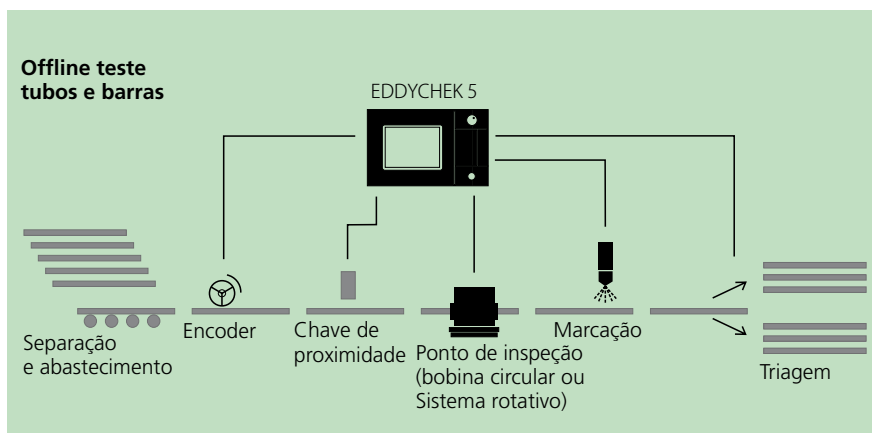 Offline teste
tubos e barras
EDDYCHEK 5
Separação
e abastecimento
Encoder
Chave de
proximidade
Ponto de inspeção
(bobina circular ou
Sistema rotativo)
Marcação
Triagem